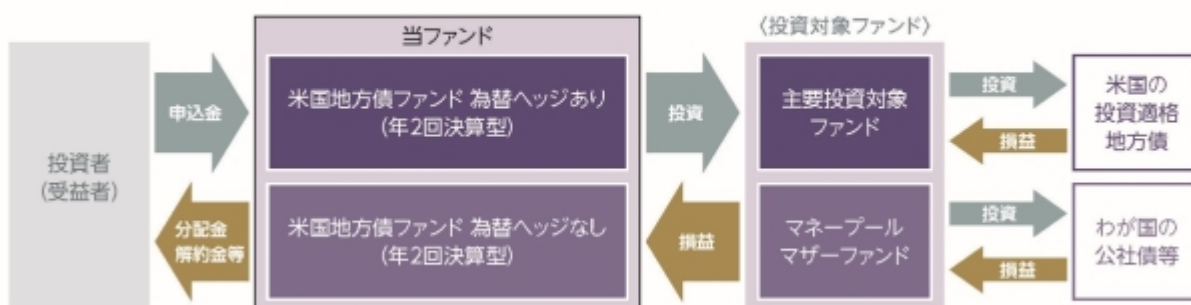 〈投資対象ファンド〉
当ファンド
投資者
(受益者)
申込金
分配金
解約金等
米国地方債ファンド 為替ヘッジあり
(年2回決算型)
米国地方債ファンド 為替ヘッジなし
(年2回決算型)
投資
損益
主要投資対象
ファンド
マネープール
マザーファンド
投資
損益
投資
損益
米国の
投資適格
地方債
わが国の
公社債等